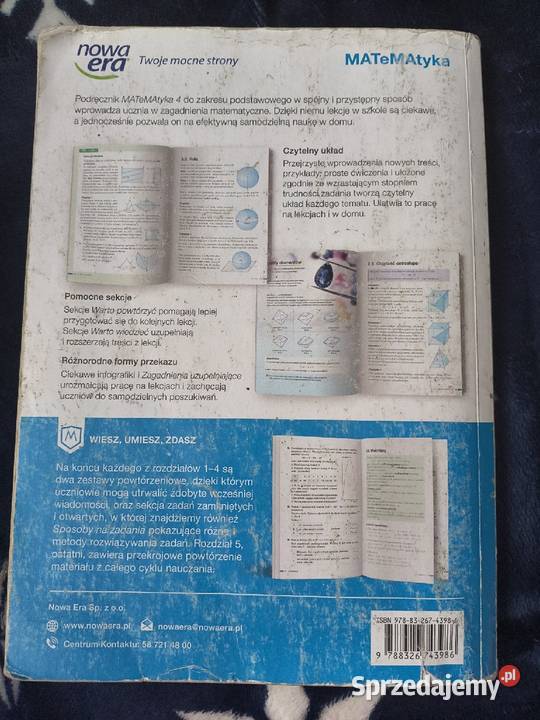 nowa era
Twoje mocne strony
MATeMAtyka
Podręcznik MATeMAtyka 4 do zakresu podstawowego w spójny i przystępny sposób
wprowadza ucznia w zagadnienia matematyczne. Dzięki niemu lekcje w szkole są ciekawe,
a jednocześnie pozwala on na efektywną samodzielną naukę w domu.
Czytelny układ
Przejrzyste wprowadzenia nowych treści,
przykłady, proste ćwiczenia i ułożone
zgodnie ze wzrastającym stopniem
trudności zadania tworzą czytelny
układ każdego tematu. Ułatwia to pracę
na lekcjach i w domu.
Pomocne sekcje
Sekcje Warto powtórzyć pomagają lepiej
przygotować się do kolejnych lekcji.
Sekcje Warto wiedzieć uzupełniają
i rozszerzają treści z lekcji.
Różnorodne formy przekazu
Ciekawe infografiki i Zagadnienia uzupełniające
urozmaicają pracę na lekcjach i zachęcają
uczniów do samodzielnych poszukiwań.
WIESZ, UMIESZ, ZDASZ
Na końcu każdego z rozdziałów 1–4 są
dwa zestawy powtórzeniowe, dzięki którym
uczniowie mogą utrwalić zdobyte wcześniej
wiadomości, oraz sekcja zadań zamkniętych
i otwartych, w której znajdziemy również
Sposoby na zadania pokazujące różne
metody rozwiązywania zadań. Rozdział 5,
ostatni, zawiera przekrojowe powtórzenie
materiału z całego cyklu nauczania.
Nowa Era Sp. z o.o.
www.nowaera.pl
nowaera@nowaera.pl
Centrum Kontaktu: 58 721 48 00
ISBN 978-83-267-4398-
9 788326 743986
Sprzedajemy.pl